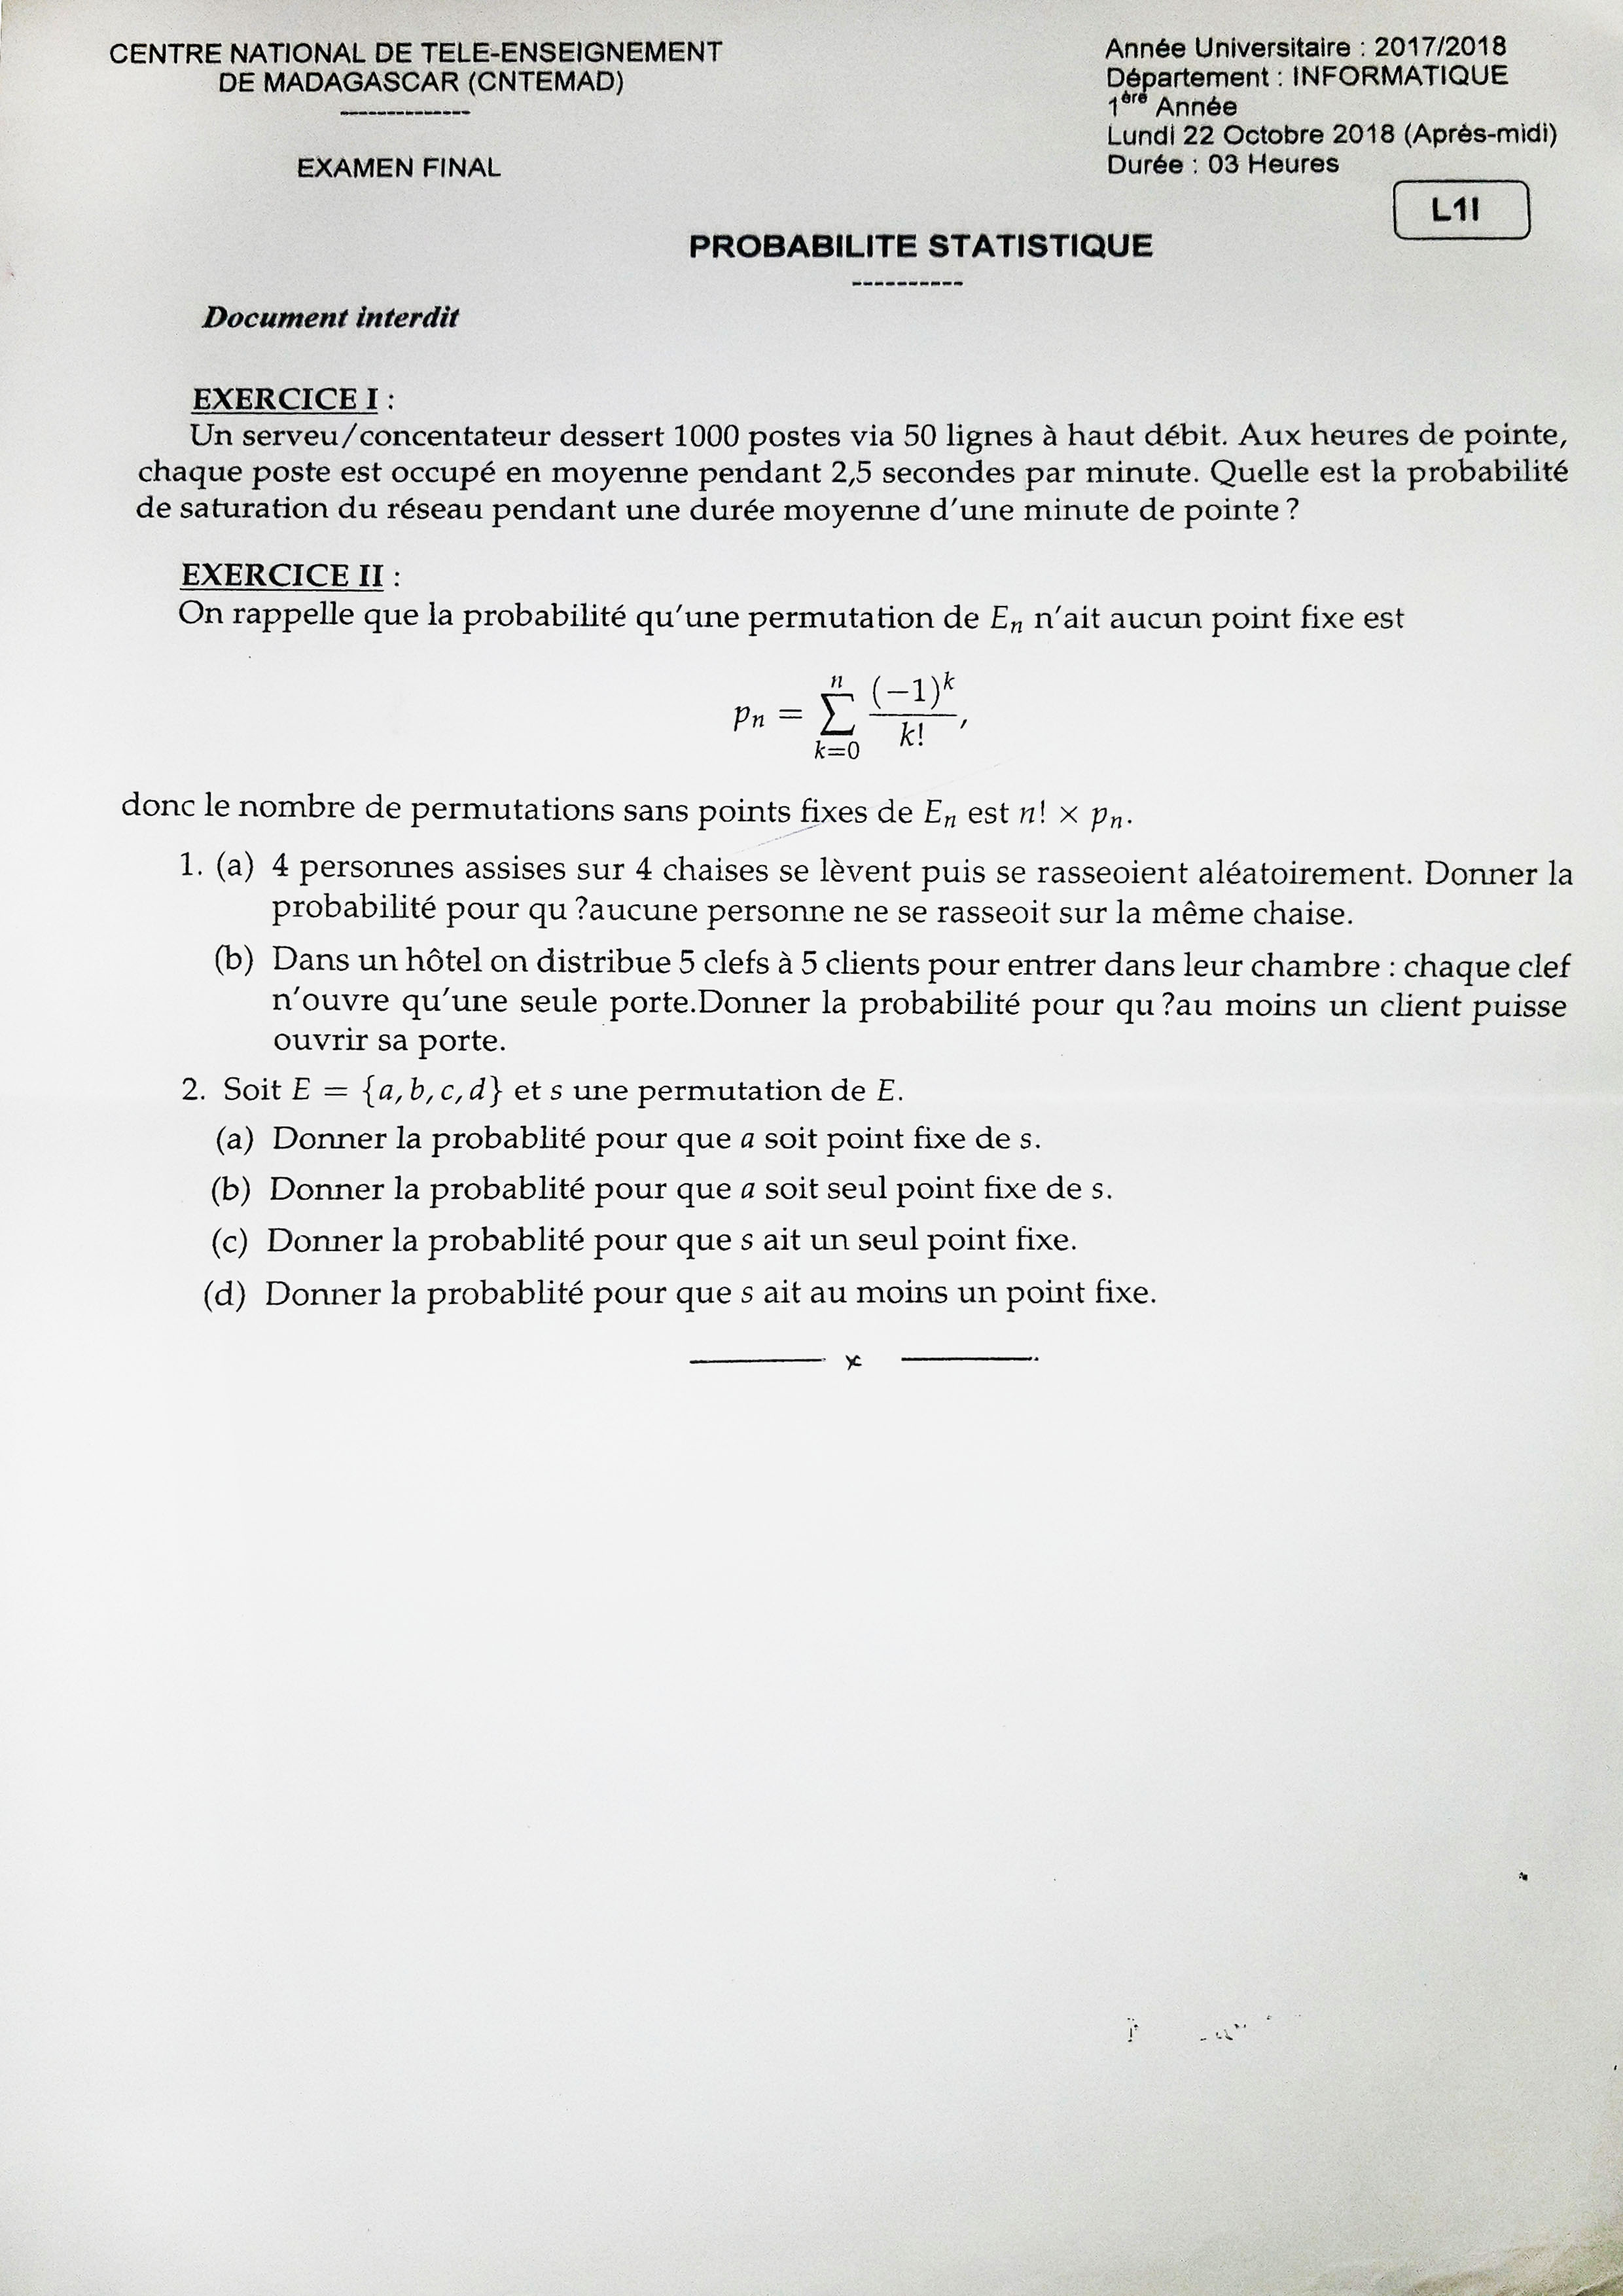 CENTRE NATIONAL DE TELE-ENSEIGNEMENT
DE MADAGASCAR (CNTEMAD)
--------------
EXAMEN FINAL
Année Universitaire : 2017/2018
Département : INFORMATIQUE
1ère Année
Lundi 22 Octobre 2018 (Après-midi)
Durée : 03 Heures
L1I
PROBABILITE STATISTIQUE
----------
Document interdit
EXERCICE I :
Un serveu/concentateur dessert 1000 postes via 50 lignes à haut débit. Aux heures de pointe,
chaque poste est occupé en moyenne pendant 2,5 secondes par minute. Quelle est la probabilité
de saturation du réseau pendant une durée moyenne d'une minute de pointe ?
EXERCICE II :
On rappelle que la probabilité qu'une permutation de Eₙ n'ait aucun point fixe est
pₙ = ∑_{k=0}^{n} (−1)^k / k!,
donc le nombre de permutations sans points fixes de Eₙ est n! × pₙ.
1. (a) 4 personnes assises sur 4 chaises se lèvent puis se rasseoient aléatoirement. Donner la
probabilité pour qu ?aucune personne ne se rasseoit sur la même chaise.
(b) Dans un hôtel on distribue 5 clefs à 5 clients pour entrer dans leur chambre : chaque clef
n'ouvre qu'une seule porte.Donner la probabilité pour qu ?au moins un client puisse
ouvrir sa porte.
2. Soit E = {a, b, c, d} et s une permutation de E.
(a) Donner la probablité pour que a soit point fixe de s.
(b) Donner la probablité pour que a soit seul point fixe de s.
(c) Donner la probablité pour que s ait un seul point fixe.
(d) Donner la probablité pour que s ait au moins un point fixe.
x